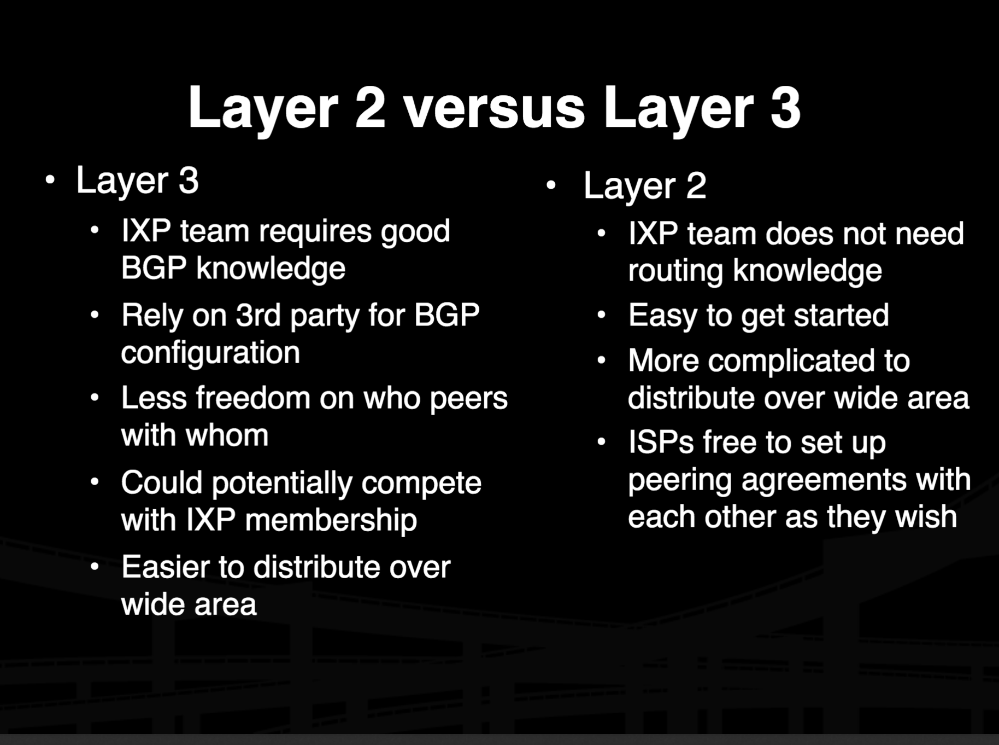 Layer 2 versus Layer 3
• Layer 3
• IXP team requires good
BGP knowledge
• Rely on 3rd party for BGP
configuration
• Less freedom on who peers
with whom
• Could potentially compete
with IXP membership
• Easier to distribute over
wide area
• Layer 2
• IXP team does not need
routing knowledge
• Easy to get started
• More complicated to
distribute over wide area
• ISPs free to set up
peering agreements with
each other as they wish